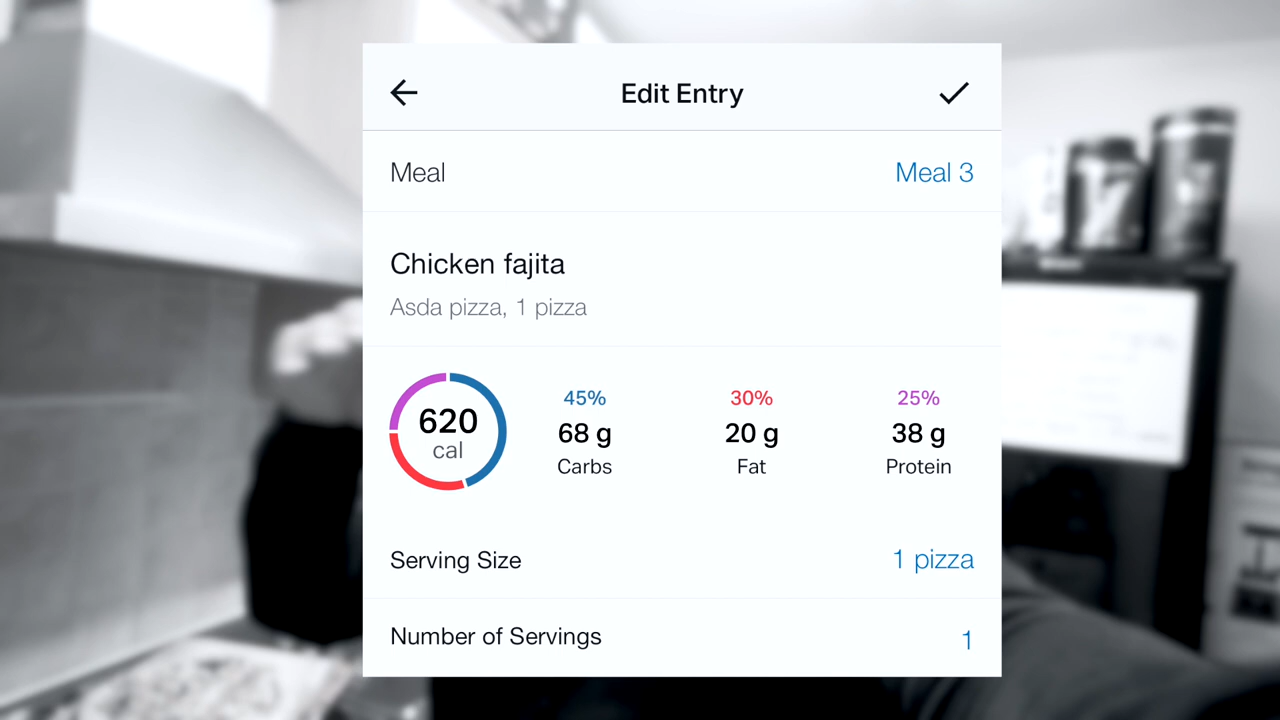 Edit Entry
Meal
Meal 3
Chicken fajita
Asda pizza, 1 pizza
620
cal
45%
68 g
Carbs
30%
20 g
Fat
25%
38 g
Protein
Serving Size
1 pizza
Number of Servings
1